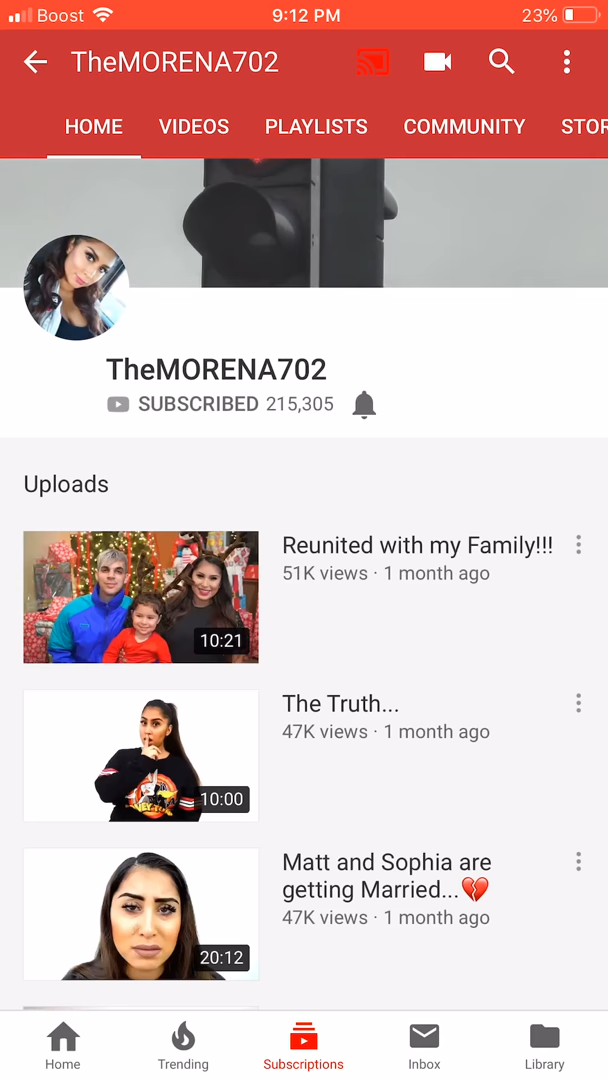 Boost 9:12 PM 23%
TheMORENA702
HOME VIDEOS PLAYLISTS COMMUNITY STOR
TheMORENA702
SUBSCRIBED 215,305
Uploads
Reunited with my Family!!!
51K views · 1 month ago
10:21
The Truth...
47K views · 1 month ago
10:00
Matt and Sophia are
getting Married...💔
47K views · 1 month ago
20:12
Home Trending Subscriptions Inbox Library